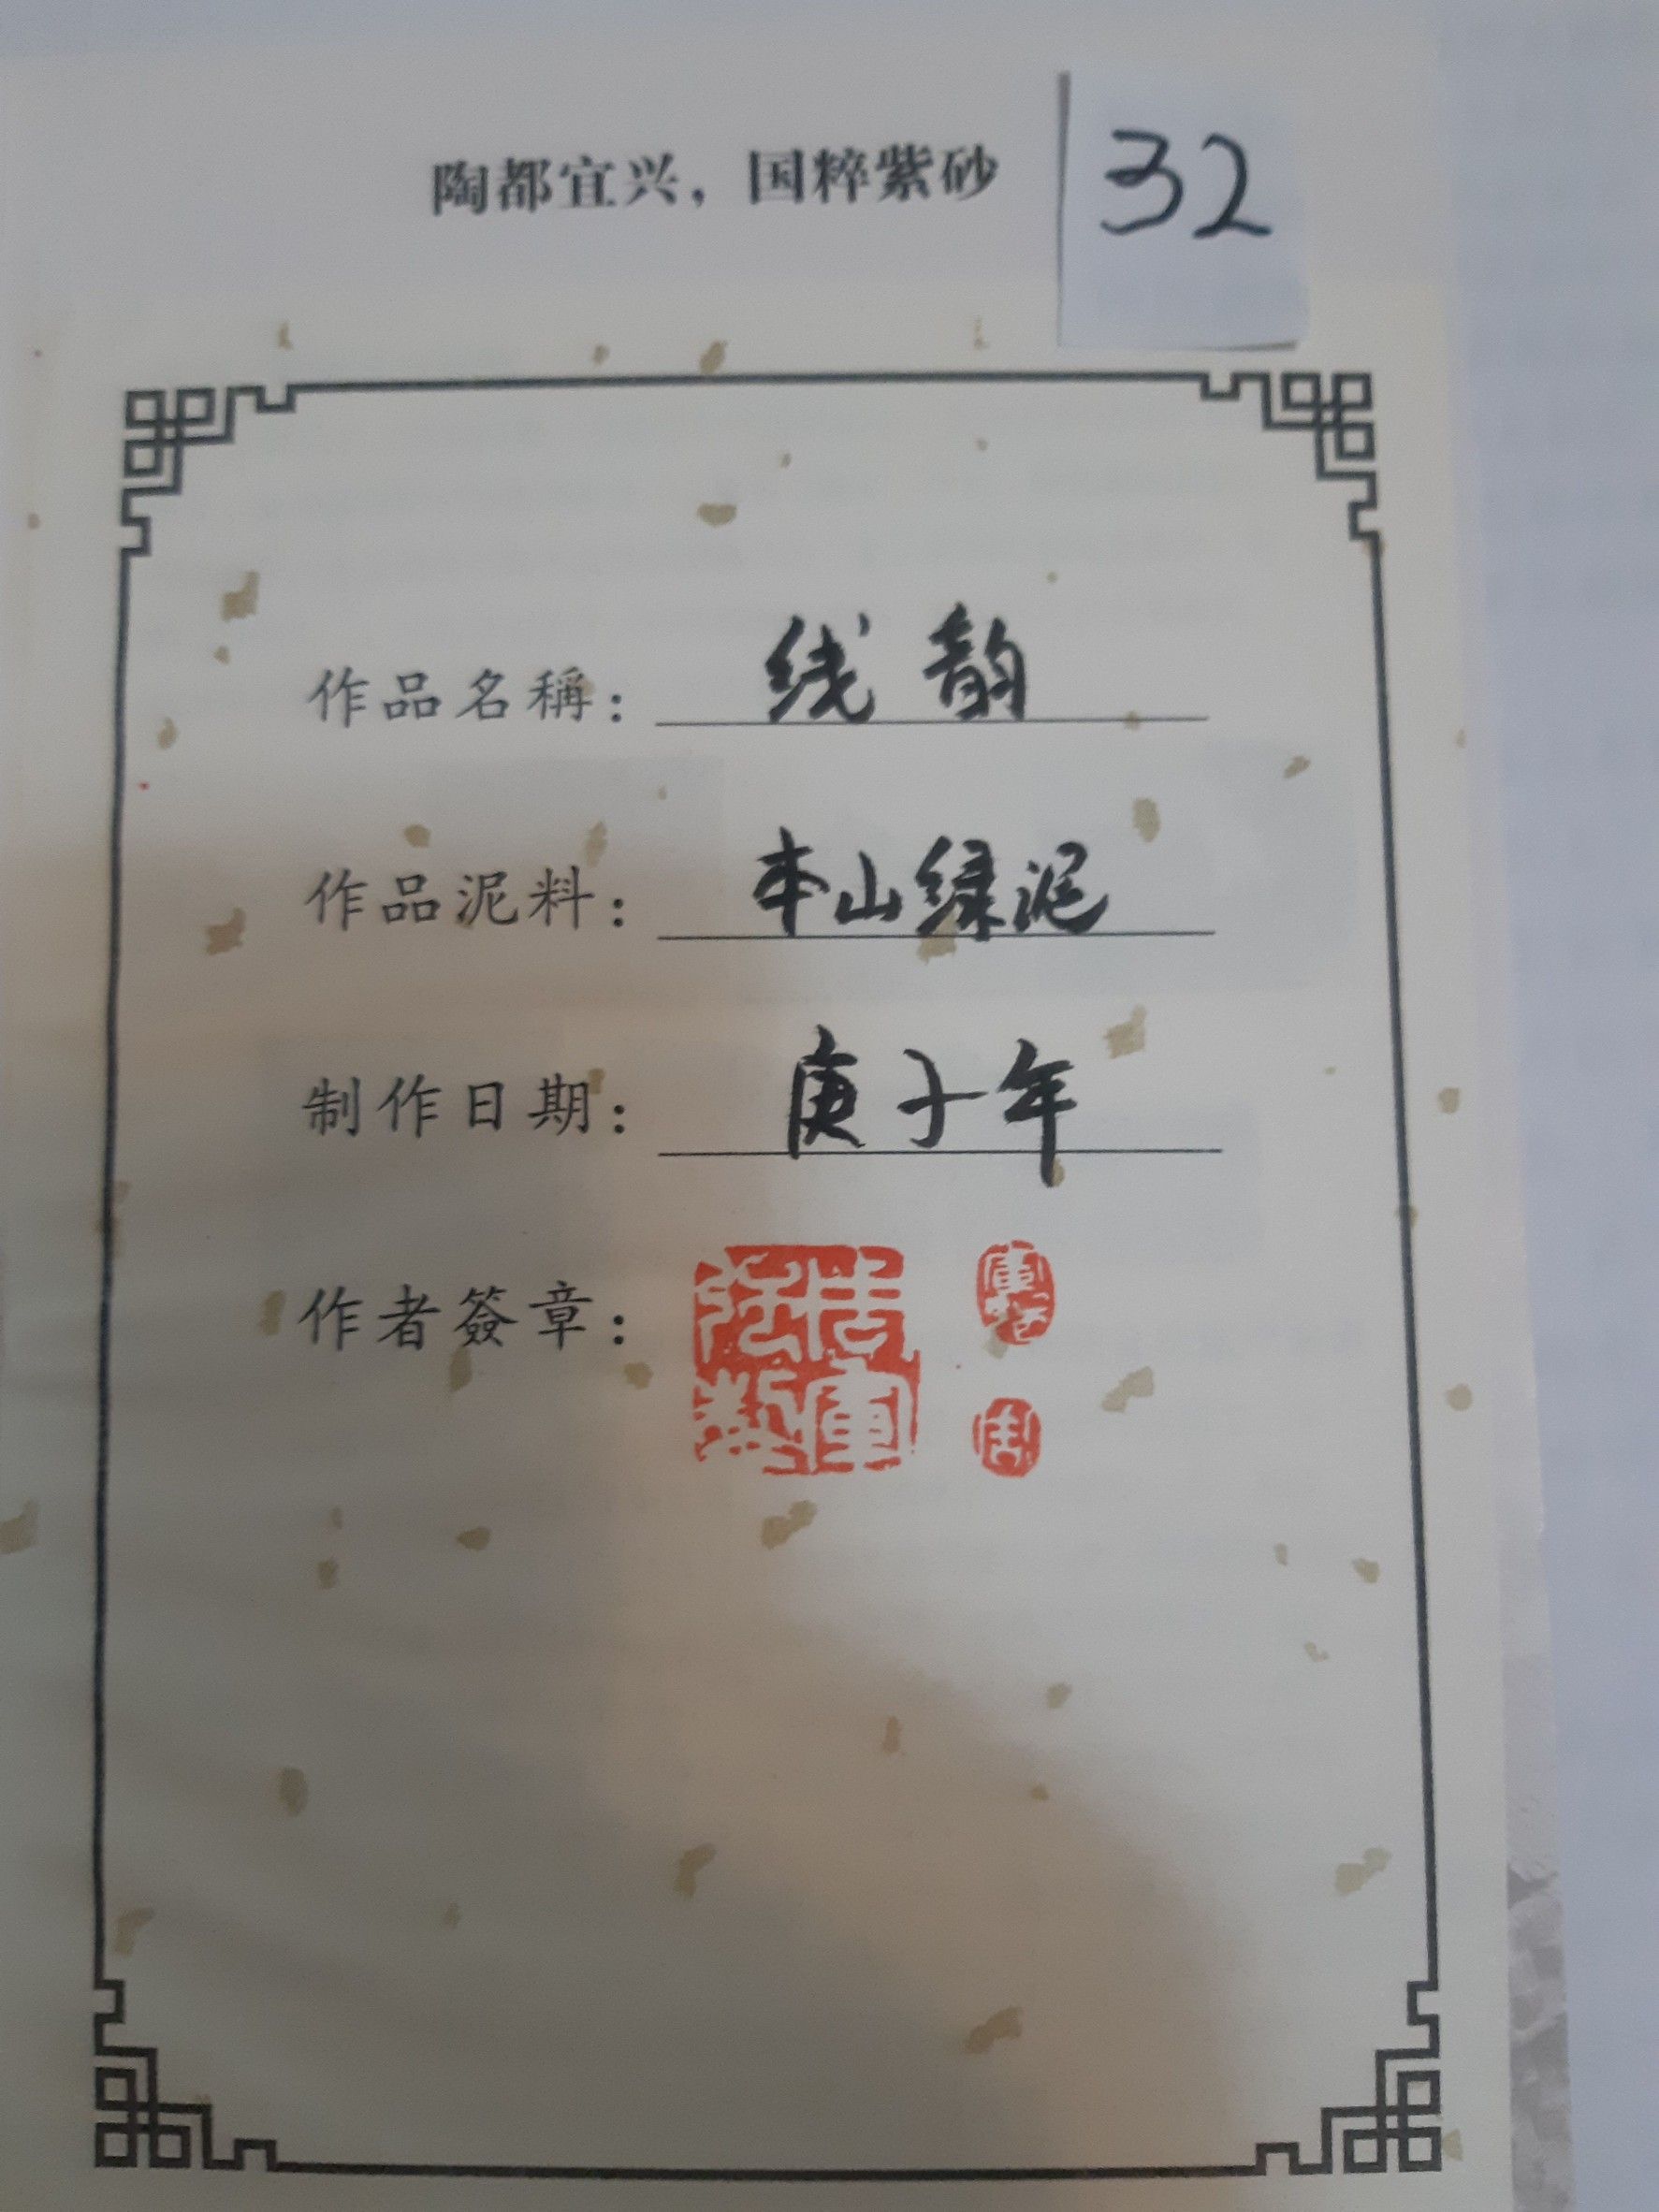 陶都宜兴，国粹紫砂
32
作品名稱： 线韵
作品泥料： 本山绿泥
制作日期： 庚子年
作者簽章：
周